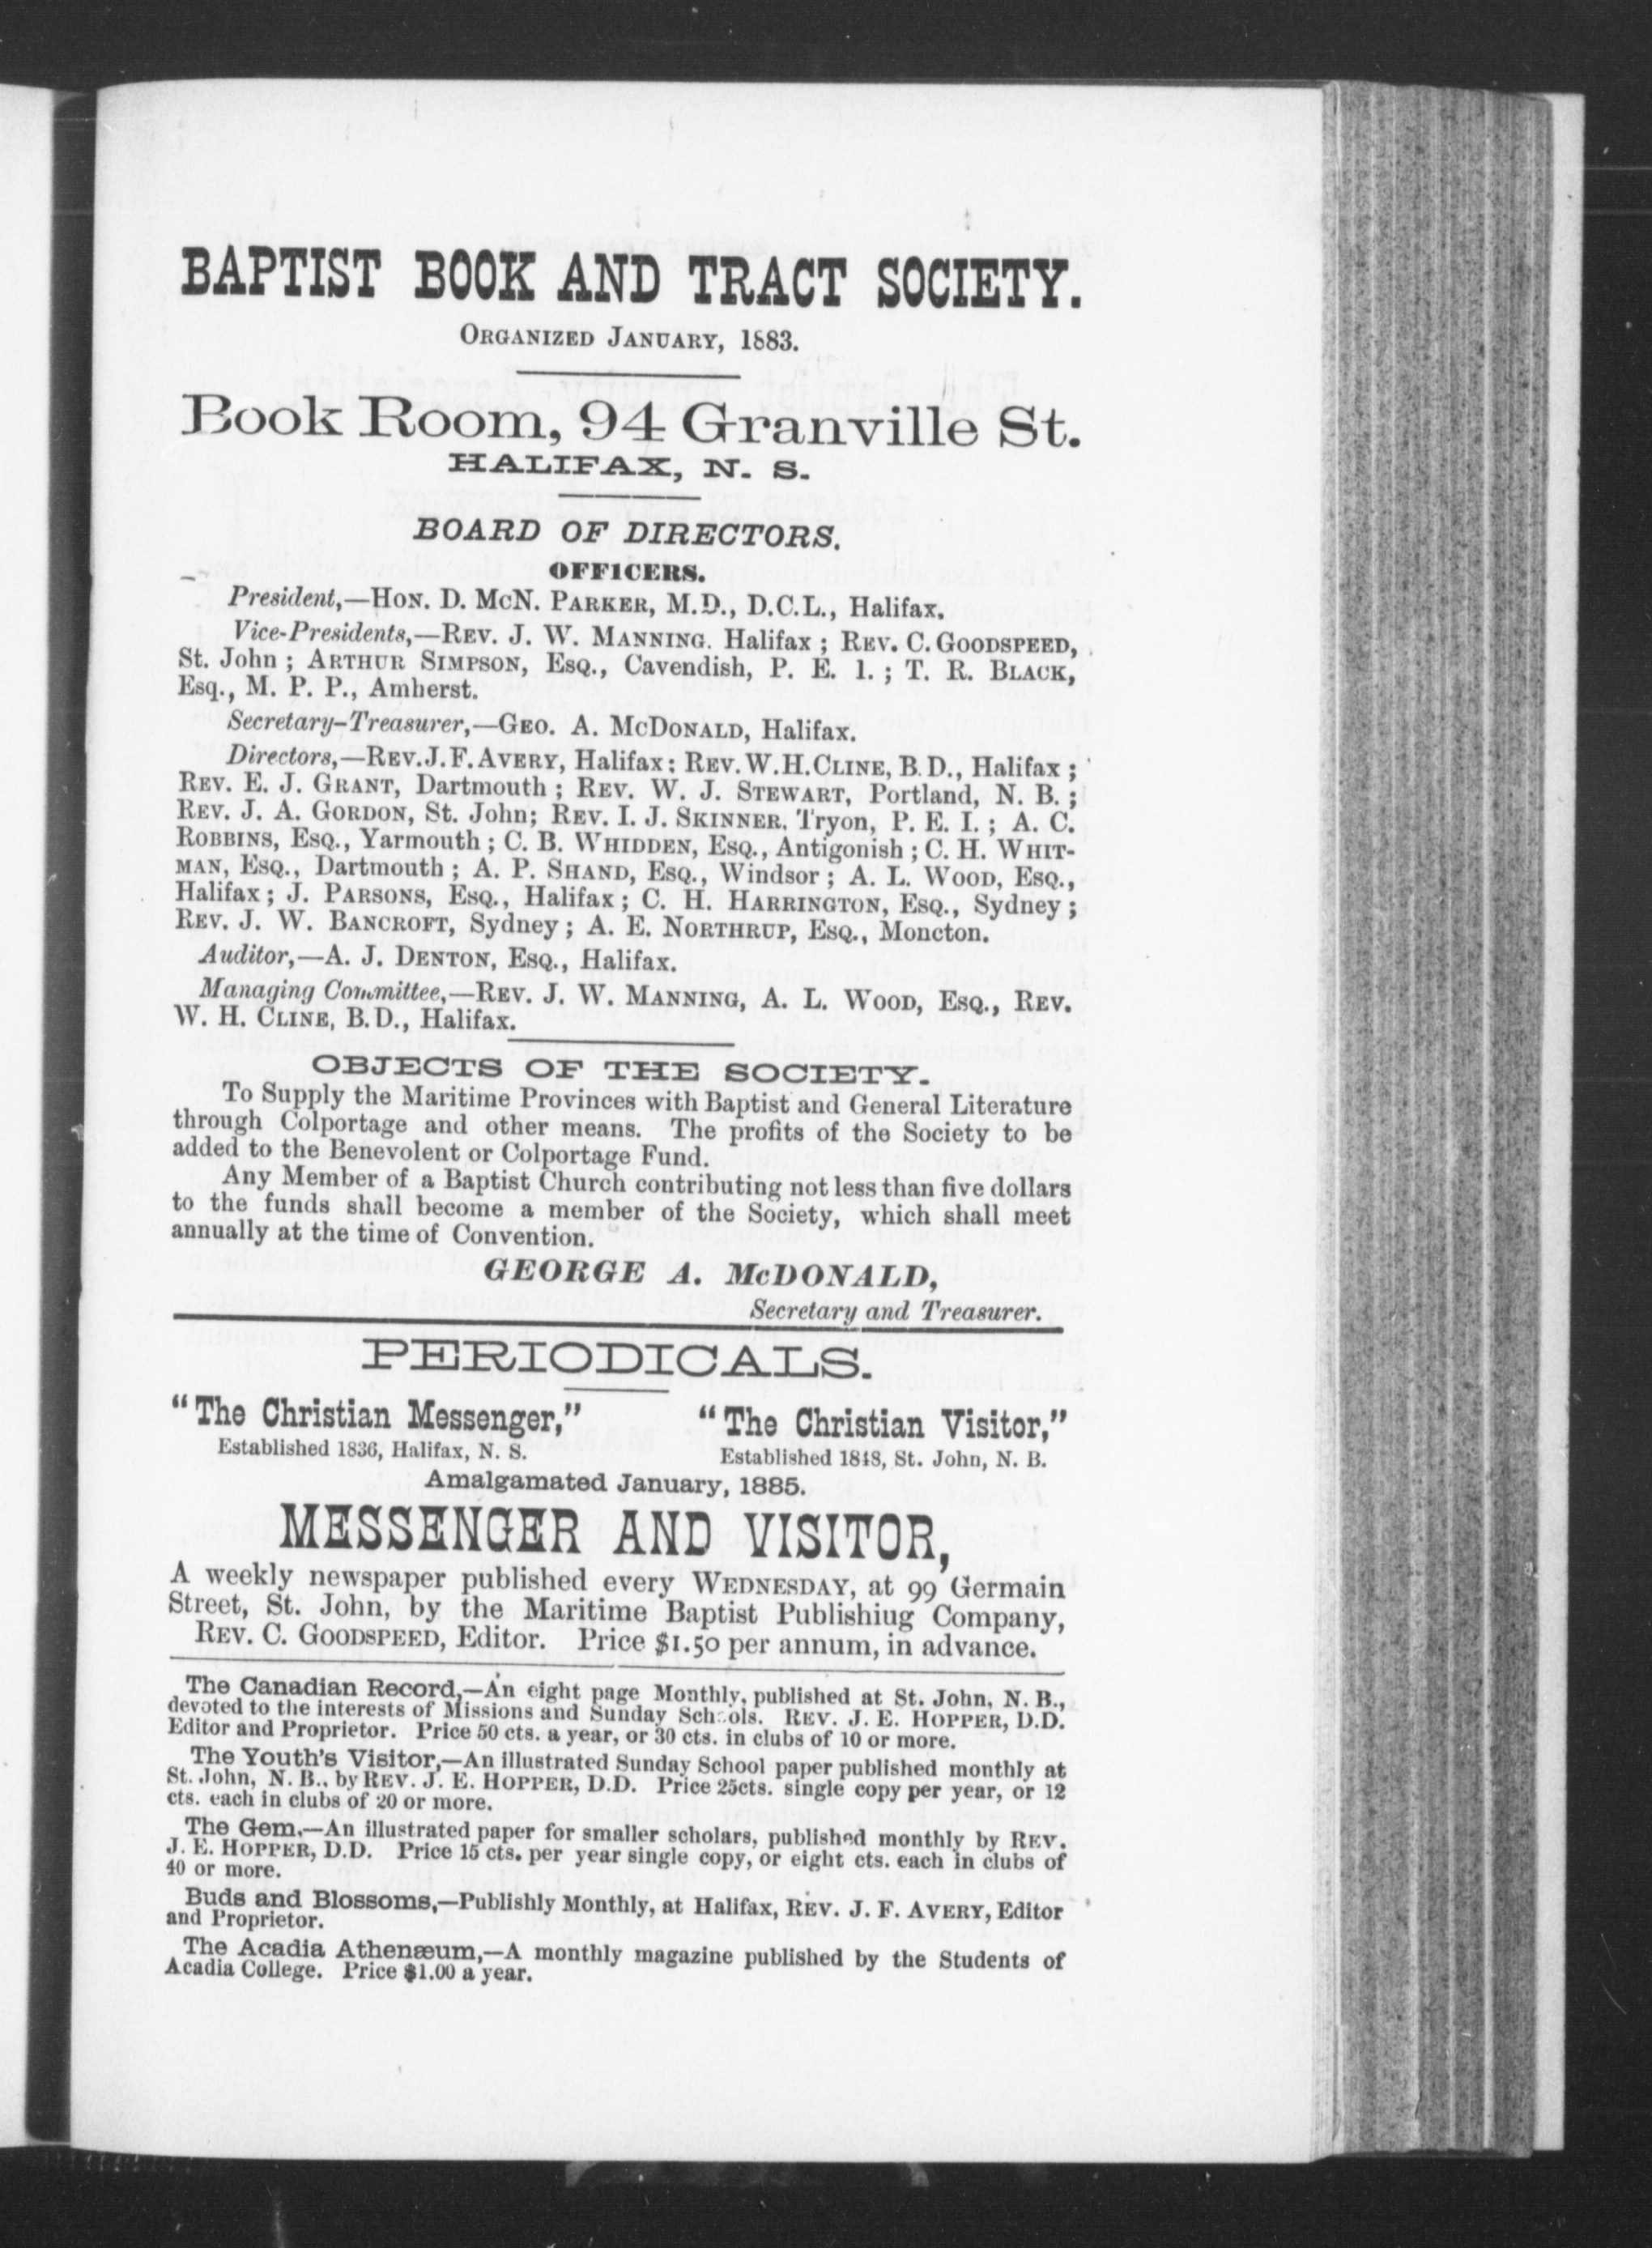 BAPTIST BOOK AND TRACT SOCIETY.
ORGANIZED JANUARY, 1883.
Book Room, 94 Granville St.
HALIFAX, N. S.
BOARD OF DIRECTORS.
OFFICERS.
President,—HON. D. MCN. PARKER, M.D., D.C.L., Halifax.
Vice-Presidents,—REV. J. W. MANNING. Halifax ; REV. C. GOODSPEED,
St. John ; ARTHUR SIMPSON, ESQ., Cavendish, P. E. 1. ; T. R. BLACK,
Esq., M. P. P., Amherst.
Secretary-Treasurer,—GEO. A. MCDONALD, Halifax.
Directors,—REV. J. F. AVERY, Halifax ; REV. W. H. CLINE, B. D., Halifax ;
REV. E. J. GRANT, Dartmouth ; REV. W. J. STEWART, Portland, N. B. ;
REV. J. A. GORDON, St. John; REV. I. J. SKINNER, Tryon, P. E. I. ; A. C.
ROBBINS, ESQ., Yarmouth ; C. B. WHIDDEN, ESQ., Antigonish ; C. H. WHIT-
MAN, ESQ., Dartmouth ; A. P. SHAND, ESQ., Windsor ; A. L. WOOD, ESQ.,
Halifax ; J. PARSONS, ESQ., Halifax ; C. H. HARRINGTON, ESQ., Sydney ;
REV. J. W. BANCROFT, Sydney ; A. E. NORTHRUP, ESQ., Moncton.
Auditor,—A. J. DENTON, ESQ., Halifax.
Managing Committee,—REV. J. W. MANNING, A. L. WOOD, ESQ., REV.
W. H. CLINE, B. D., Halifax.
OBJECTS OF THE SOCIETY.
To Supply the Maritime Provinces with Baptist and General Literature
through Colportage and other means. The profits of the Society to be
added to the Benevolent or Colportage Fund.
Any Member of a Baptist Church contributing not less than five dollars
to the funds shall become a member of the Society, which shall meet
annually at the time of Convention.
GEORGE A. McDONALD,
Secretary and Treasurer.
PERIODICALS.
"The Christian Messenger," "The Christian Visitor,"
Established 1836, Halifax, N. S. Established 1848, St. John, N. B.
Amalgamated January, 1885.
MESSENGER AND VISITOR,
A weekly newspaper published every WEDNESDAY, at 99 Germain
Street, St. John, by the Maritime Baptist Publishiug Company,
REV. C. GOODSPEED, Editor. Price $1.50 per annum, in advance.
The Canadian Record,—An eight page Monthly, published at St. John, N. B.,
devoted to the interests of Missions and Sunday Schools. REV. J. E. HOPPER, D.D.
Editor and Proprietor. Price 50 cts. a year, or 30 cts. in clubs of 10 or more.
The Youth's Visitor,—An illustrated Sunday School paper published monthly at
St. John, N. B., by REV. J. E. HOPPER, D.D. Price 25cts. single copy per year, or 12
cts. each in clubs of 20 or more.
The Gem.—An illustrated paper for smaller scholars, published monthly by REV.
J. E. HOPPER, D.D. Price 15 cts. per year single copy, or eight cts. each in clubs of
40 or more.
Buds and Blossoms,—Publishly Monthly, at Halifax, REV. J. F. AVERY, Editor
and Proprietor.
The Acadia Athenæum,—A monthly magazine published by the Students of
Acadia College. Price $1.00 a year.